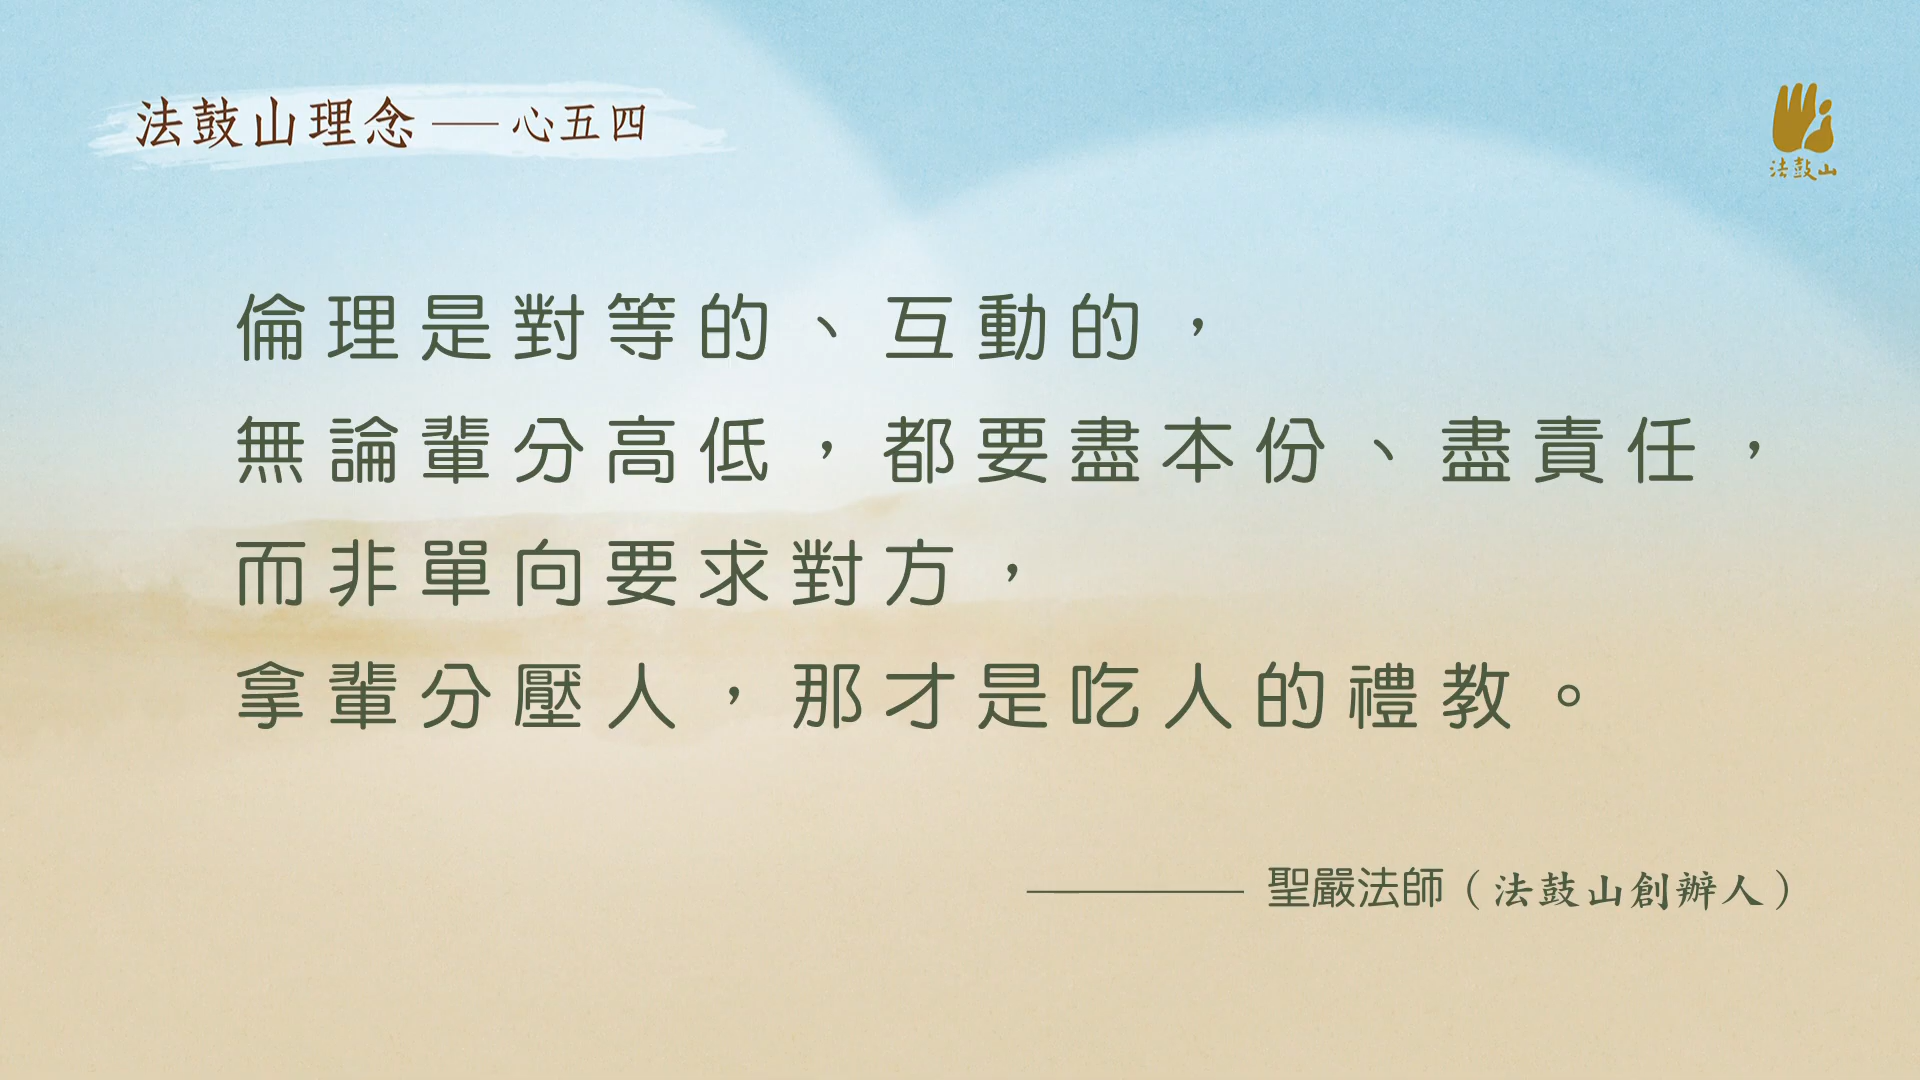 法鼓山理念——心五四
法鼓山
倫理是對等的、互動的，
無論輩分高低，都要盡本份、盡責任，
而非單向要求對方，
拿輩分壓人，那才是吃人的禮教。
———— 聖嚴法師（法鼓山創辦人）